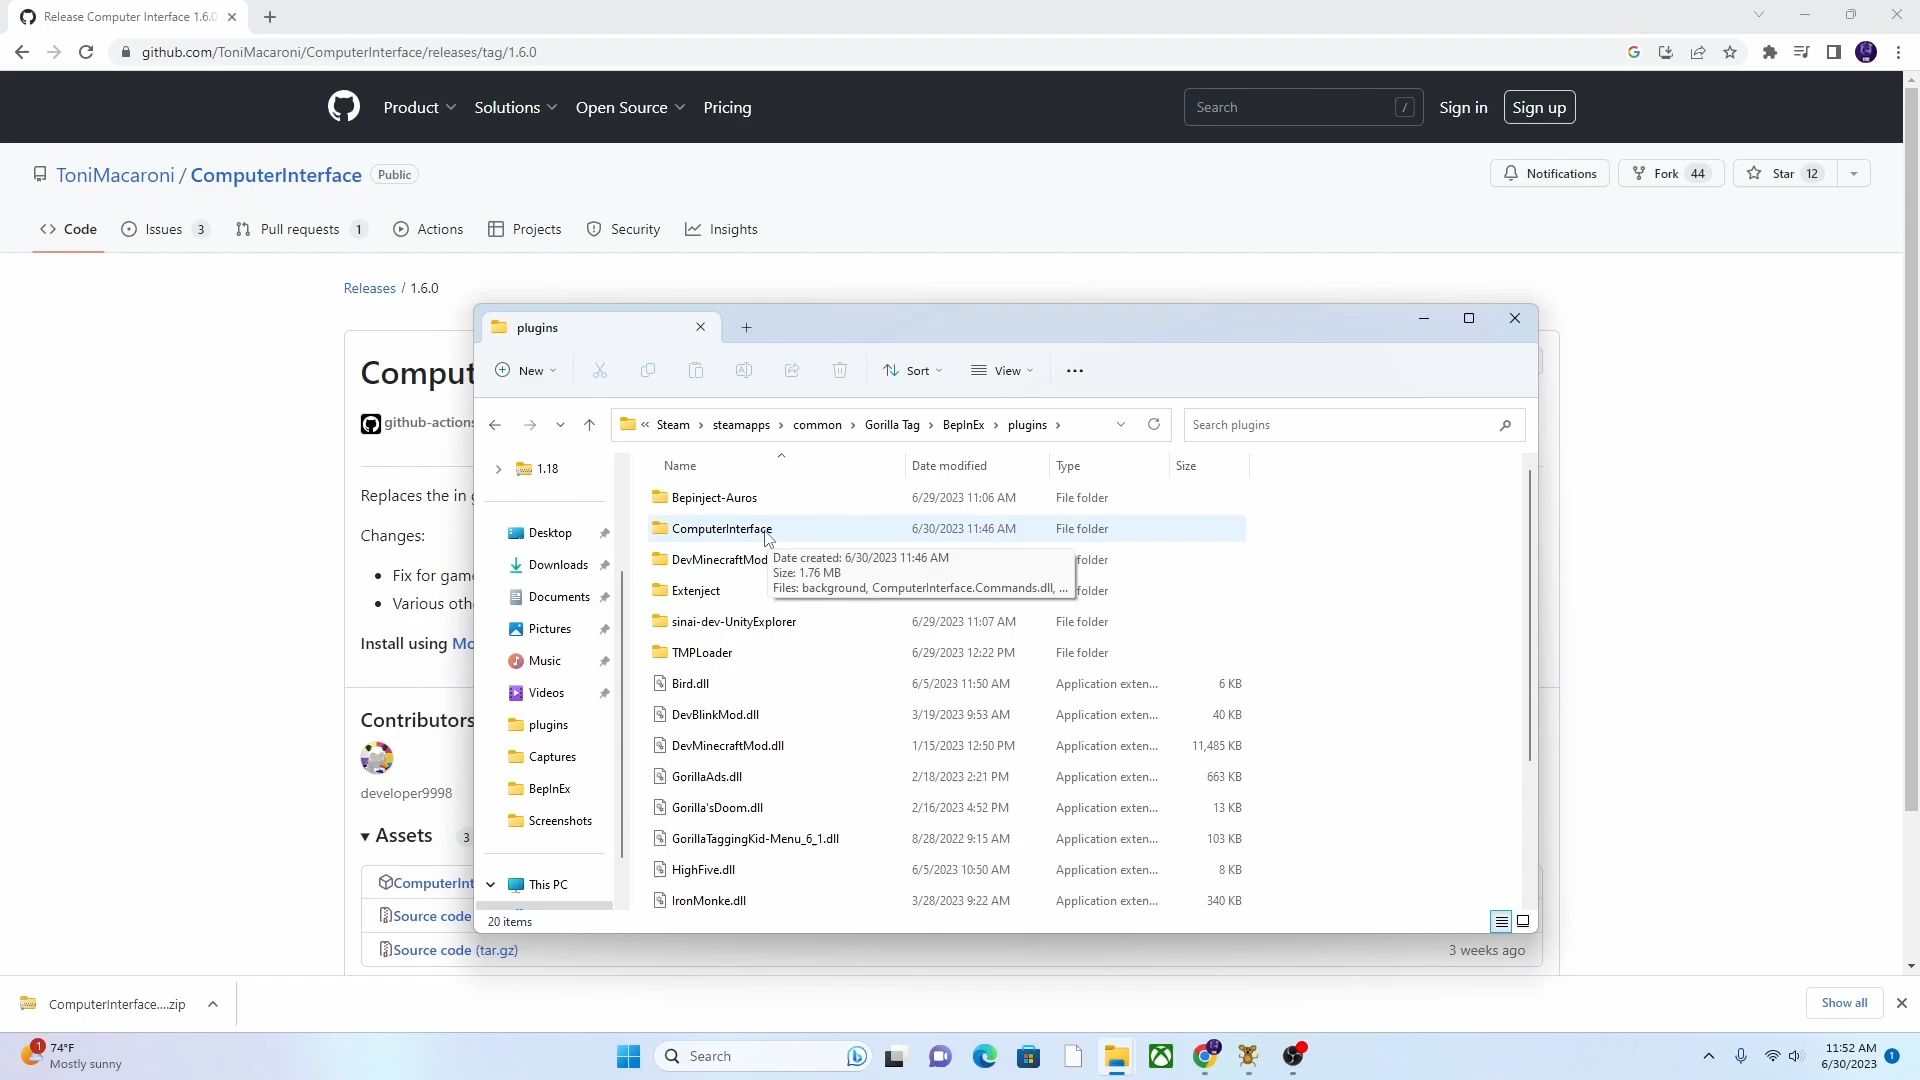 Release Computer Interface 1.6.0
github.com/ToniMacaroni/ComputerInterface/releases/tag/1.6.0
Product Solutions Open Source Pricing Search / Sign in Sign up
ToniMacaroni / ComputerInterface Public Notifications Fork 44 Star 12
Code Issues 3 Pull requests 1 Actions Projects Security Insights
Releases / 1.6.0
Comput
github-actions
Replaces the in g
Changes:
Fix for game
Various oth
Install using Mo
Contributors
developer9998
Assets 3
ComputerInt
Source code
Source code (tar.gz) 3 weeks ago
plugins
New Sort View
« Steam › steamapps › common › Gorilla Tag › BepInEx › plugins › Search plugins
1.18
Desktop
Downloads
Documents
Pictures
Music
Videos
plugins
Captures
BepInEx
Screenshots
This PC
Name Date modified Type Size
Bepinject-Auros 6/29/2023 11:06 AM File folder
ComputerInterface 6/30/2023 11:46 AM File folder
DevMinecraftMod folder
Date created: 6/30/2023 11:46 AM
Size: 1.76 MB
Files: background, ComputerInterface.Commands.dll, ...
Extenject folder
sinai-dev-UnityExplorer 6/29/2023 11:07 AM File folder
TMPLoader 6/29/2023 12:22 PM File folder
Bird.dll 6/5/2023 11:50 AM Application exten... 6 KB
DevBlinkMod.dll 3/19/2023 9:53 AM Application exten... 40 KB
DevMinecraftMod.dll 1/15/2023 12:50 PM Application exten... 11,485 KB
GorillaAds.dll 2/18/2023 2:21 PM Application exten... 663 KB
Gorilla'sDoom.dll 2/16/2023 4:52 PM Application exten... 13 KB
GorillaTaggingKid-Menu_6_1.dll 8/28/2022 9:15 AM Application exten... 103 KB
HighFive.dll 6/5/2023 10:50 AM Application exten... 8 KB
IronMonke.dll 3/28/2023 9:22 AM Application exten... 340 KB
20 items
ComputerInterface....zip Show all
1 74°F
Mostly sunny
Search
11:52 AM
6/30/2023 1